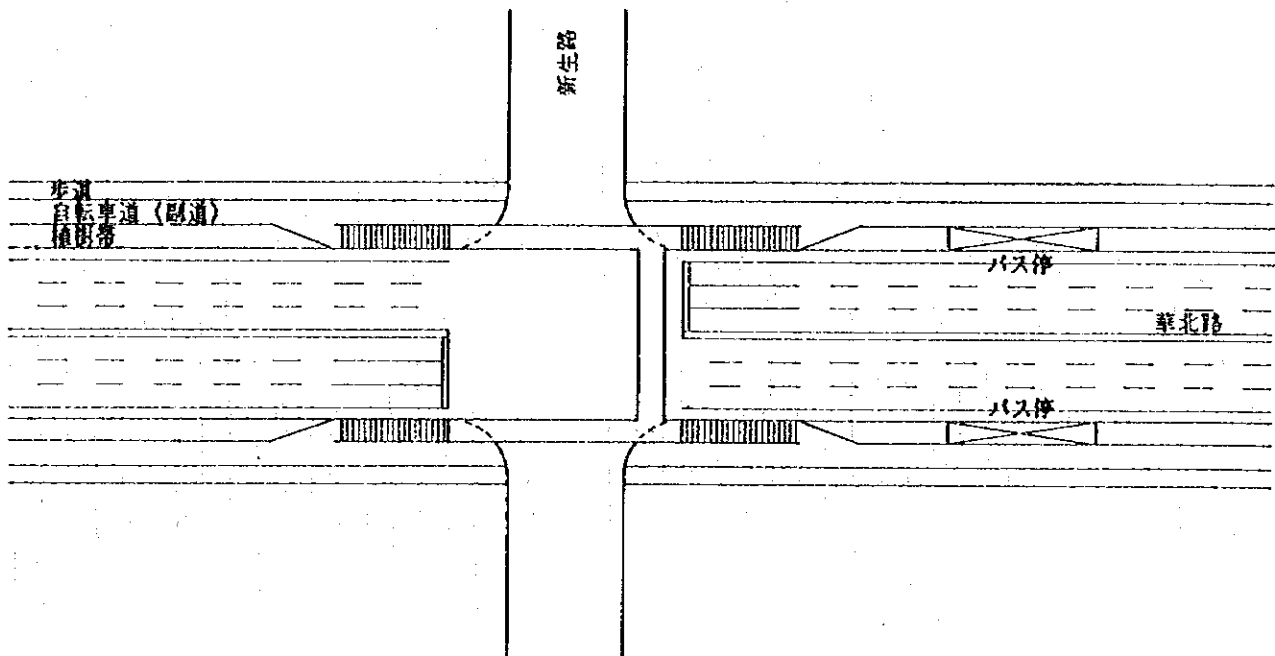 新生路
歩道
自転車道(副道)
植樹帯
バス停
華北路
バス停